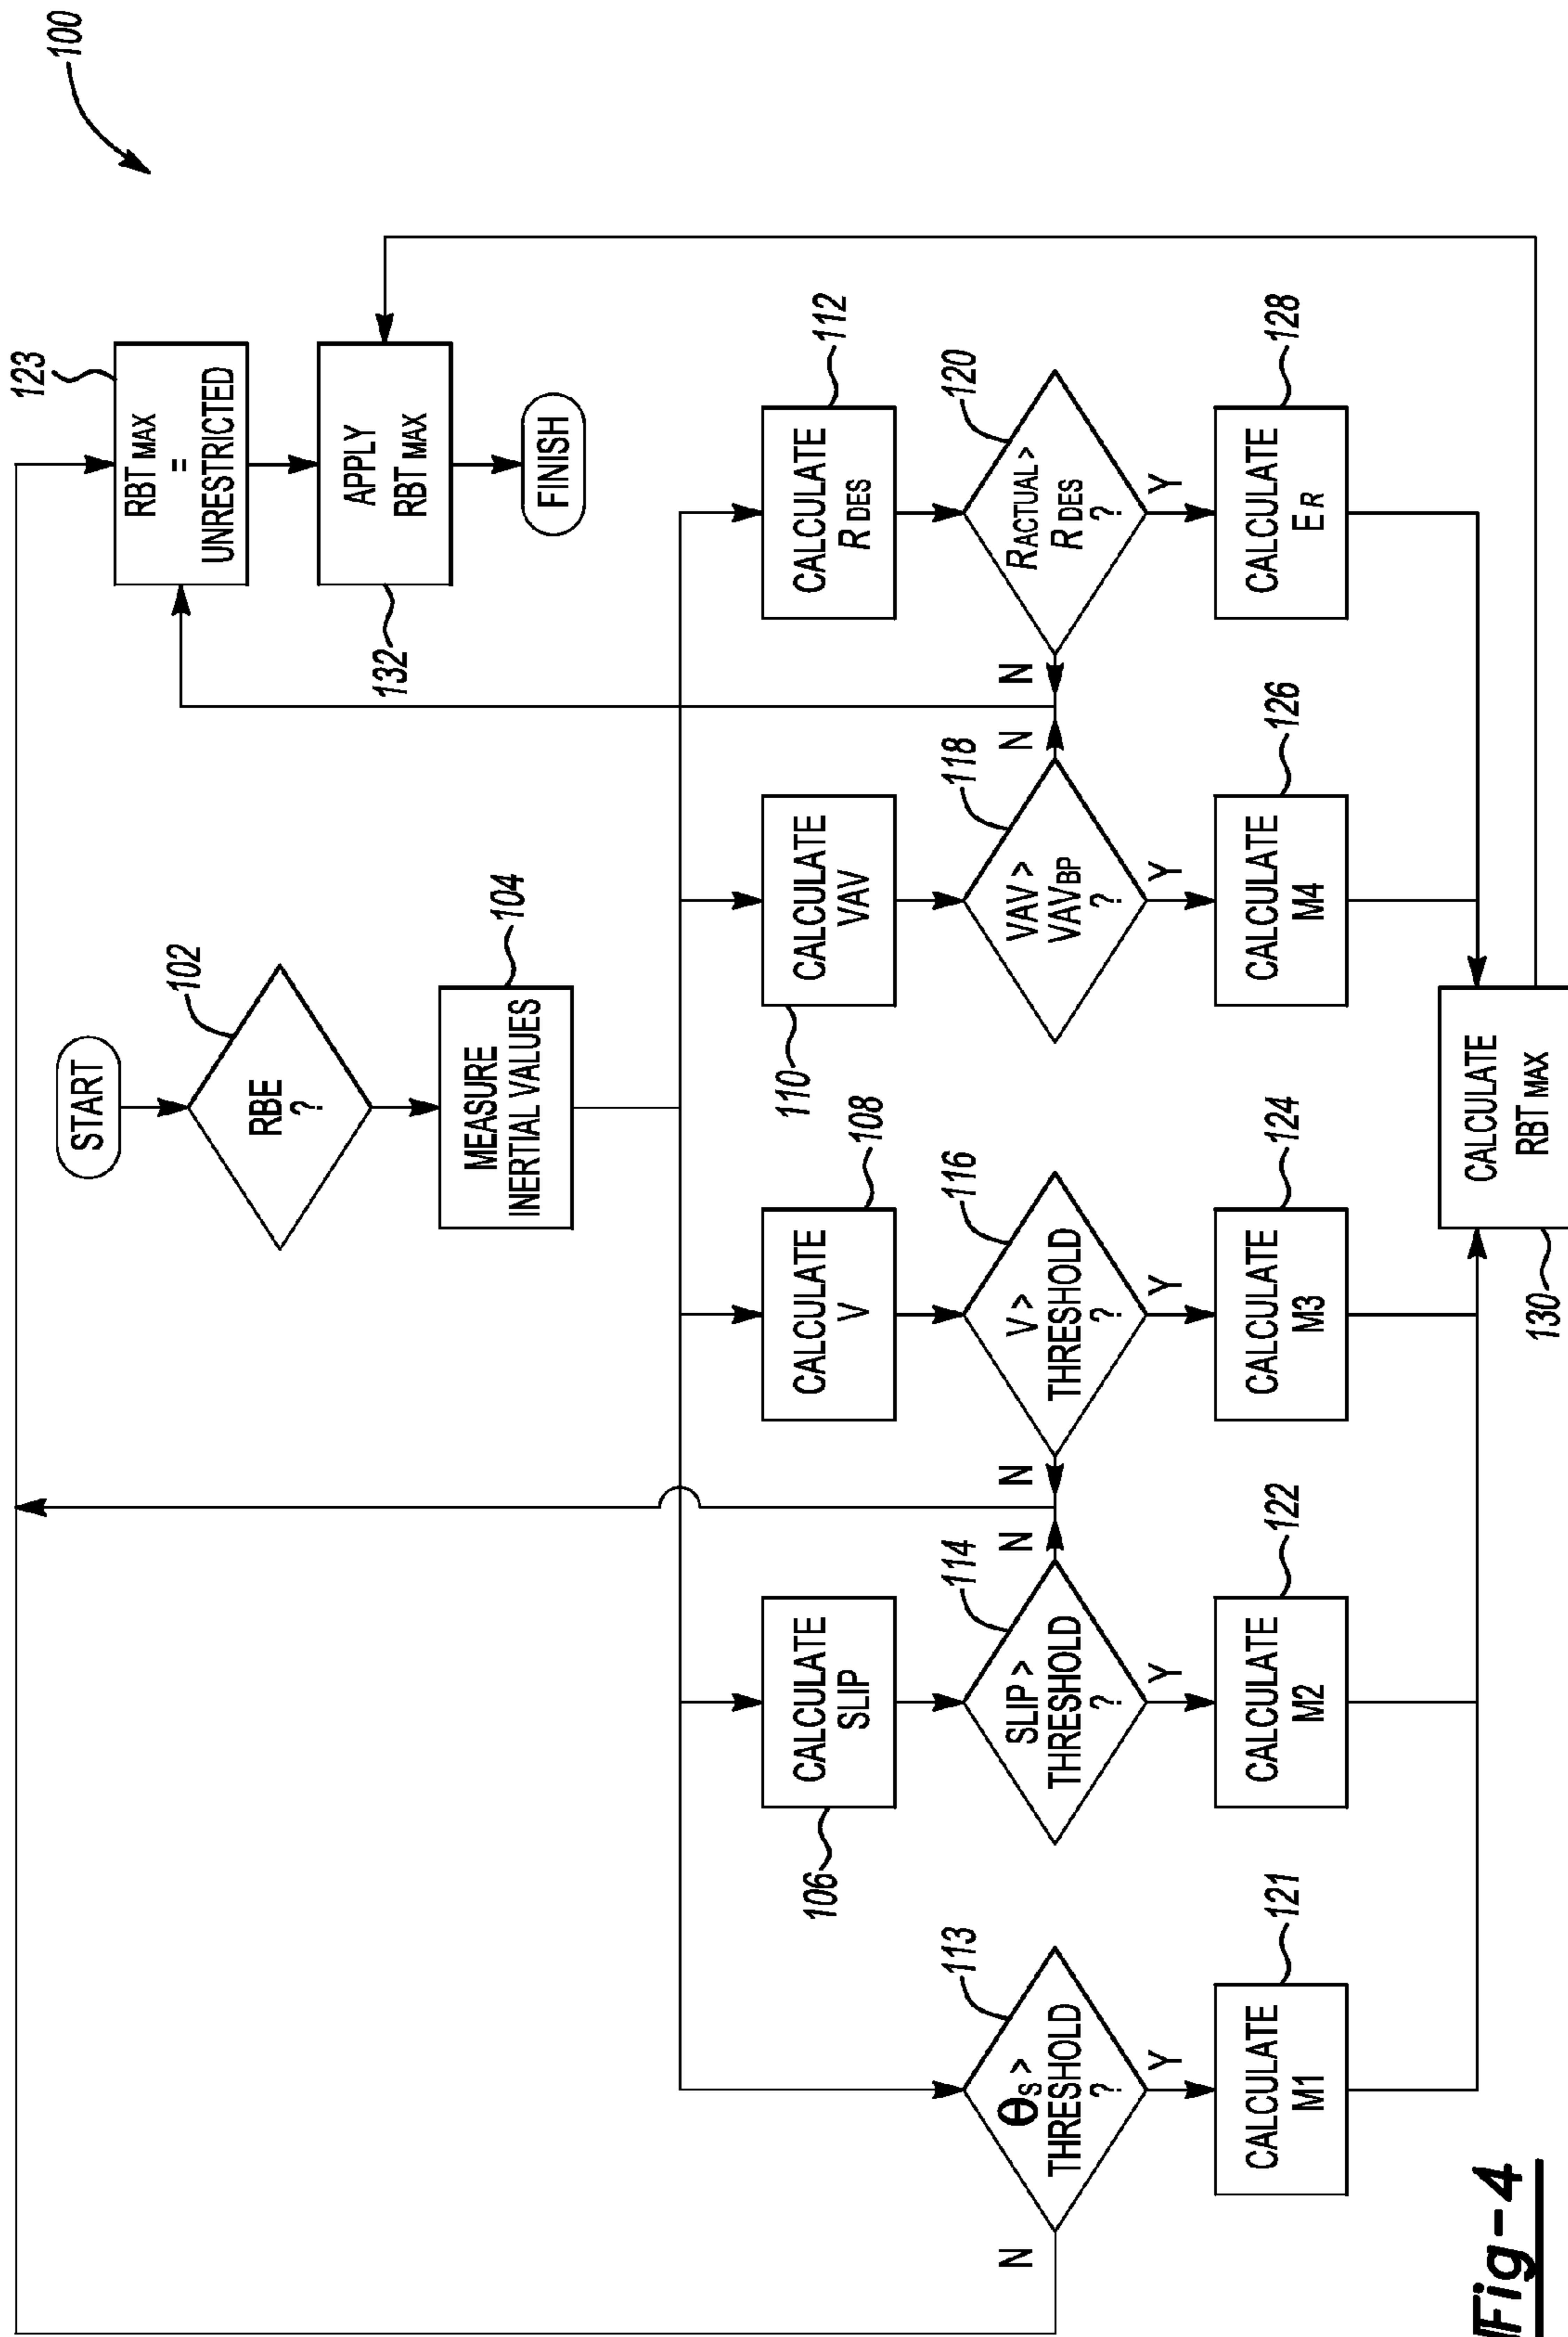 100
START
102
RBE
?
104
MEASURE
INERTIAL VALUES
123
RBT MAX
=
UNRESTRICTED
132
APPLY
RBT MAX
FINISH
106
CALCULATE
SLIP
CALCULATE
V
108
110
CALCULATE
VAV
CALCULATE
R DES
112
113
Θs >
THRESHOLD
?
N
Y
114
SLIP >
THRESHOLD
?
N
Y
116
V >
THRESHOLD
?
N
Y
118
VAV >
VAVBP
?
N
Y
120
RACTUAL >
R DES
?
N
Y
CALCULATE
M1
121
CALCULATE
M2
122
CALCULATE
M3
124
CALCULATE
M4
126
CALCULATE
ER
128
130
CALCULATE
RBT MAX
Fig-4